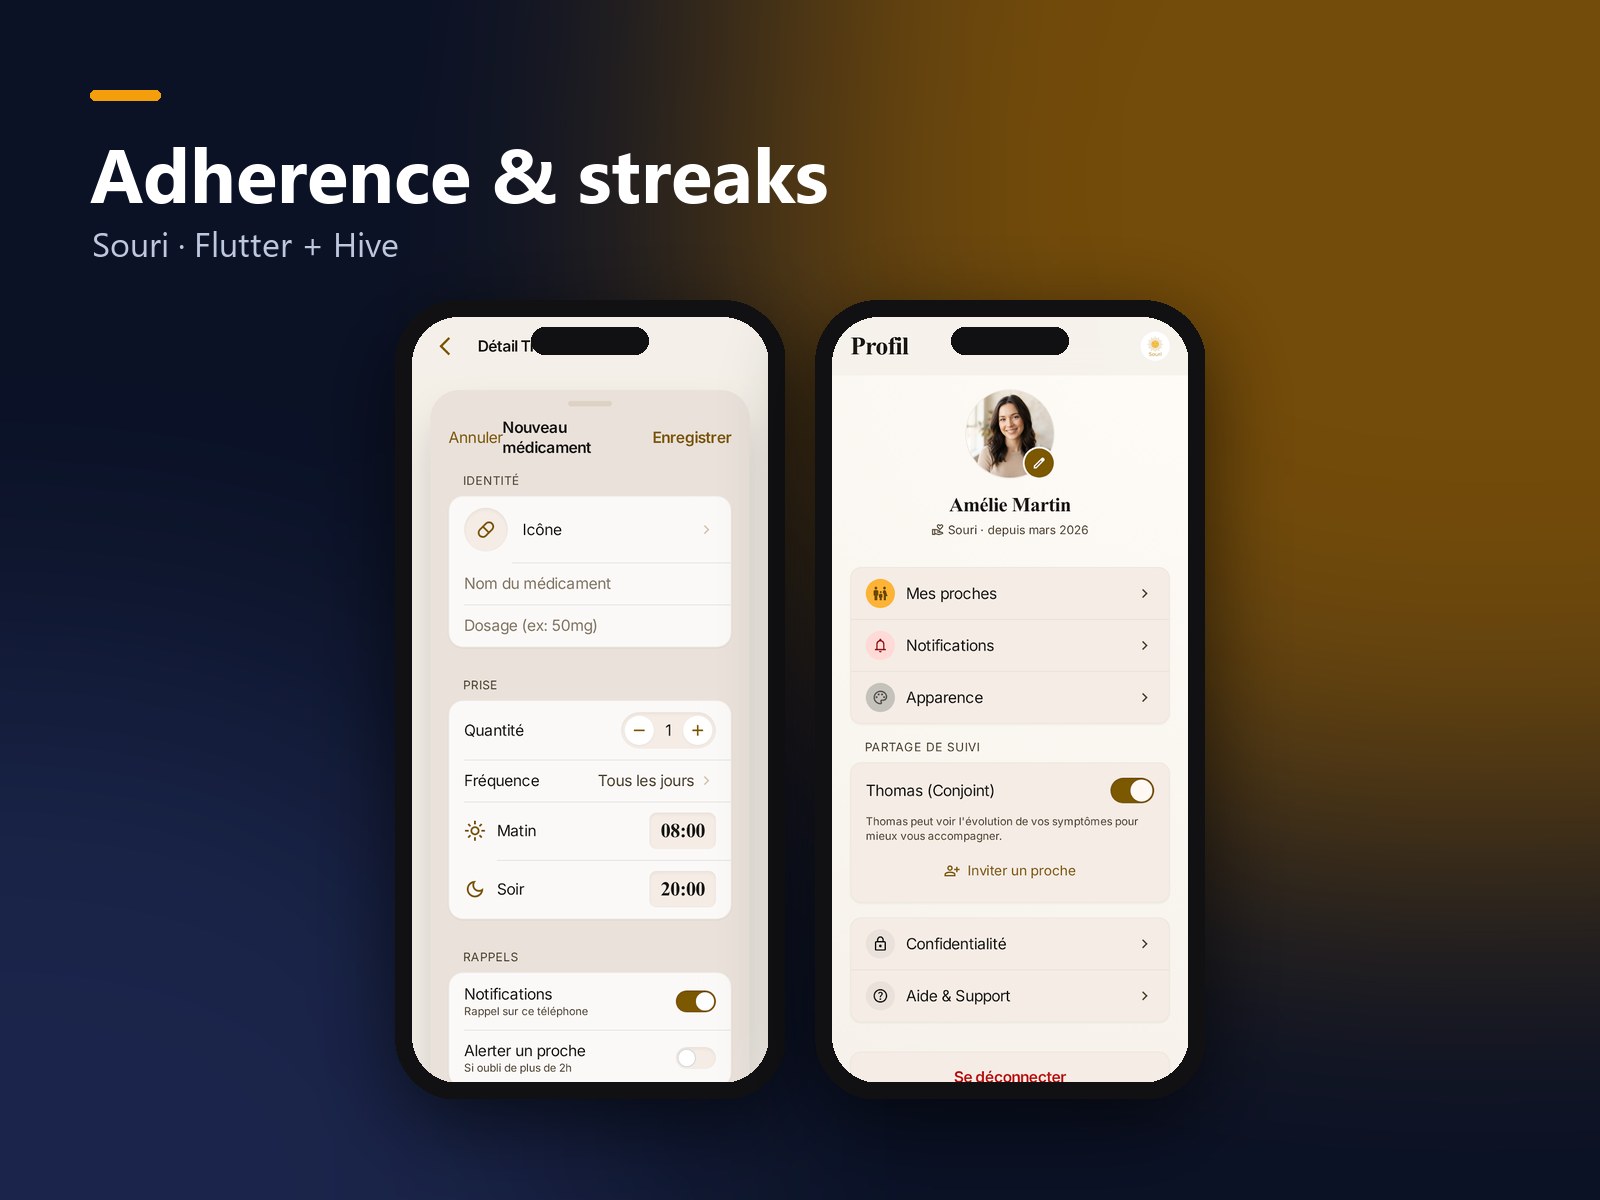 Adherence & streaks
Souri · Flutter + Hive
Détail
Annuler
Nouveau
médicament
Enregistrer
IDENTITÉ
Icône
Nom du médicament
Dosage (ex: 50mg)
PRISE
Quantité
1
Fréquence
Tous les jours
Matin
08:00
Soir
20:00
RAPPELS
Notifications
Rappel sur ce téléphone
Alerter un proche
Si oubli de plus de 2h
Profil
Souri
Amélie Martin
Souri · depuis mars 2026
Mes proches
Notifications
Apparence
PARTAGE DE SUIVI
Thomas (Conjoint)
Thomas peut voir l'évolution de vos symptômes pour
mieux vous accompagner.
Inviter un proche
Confidentialité
Aide & Support
Se déconnecter